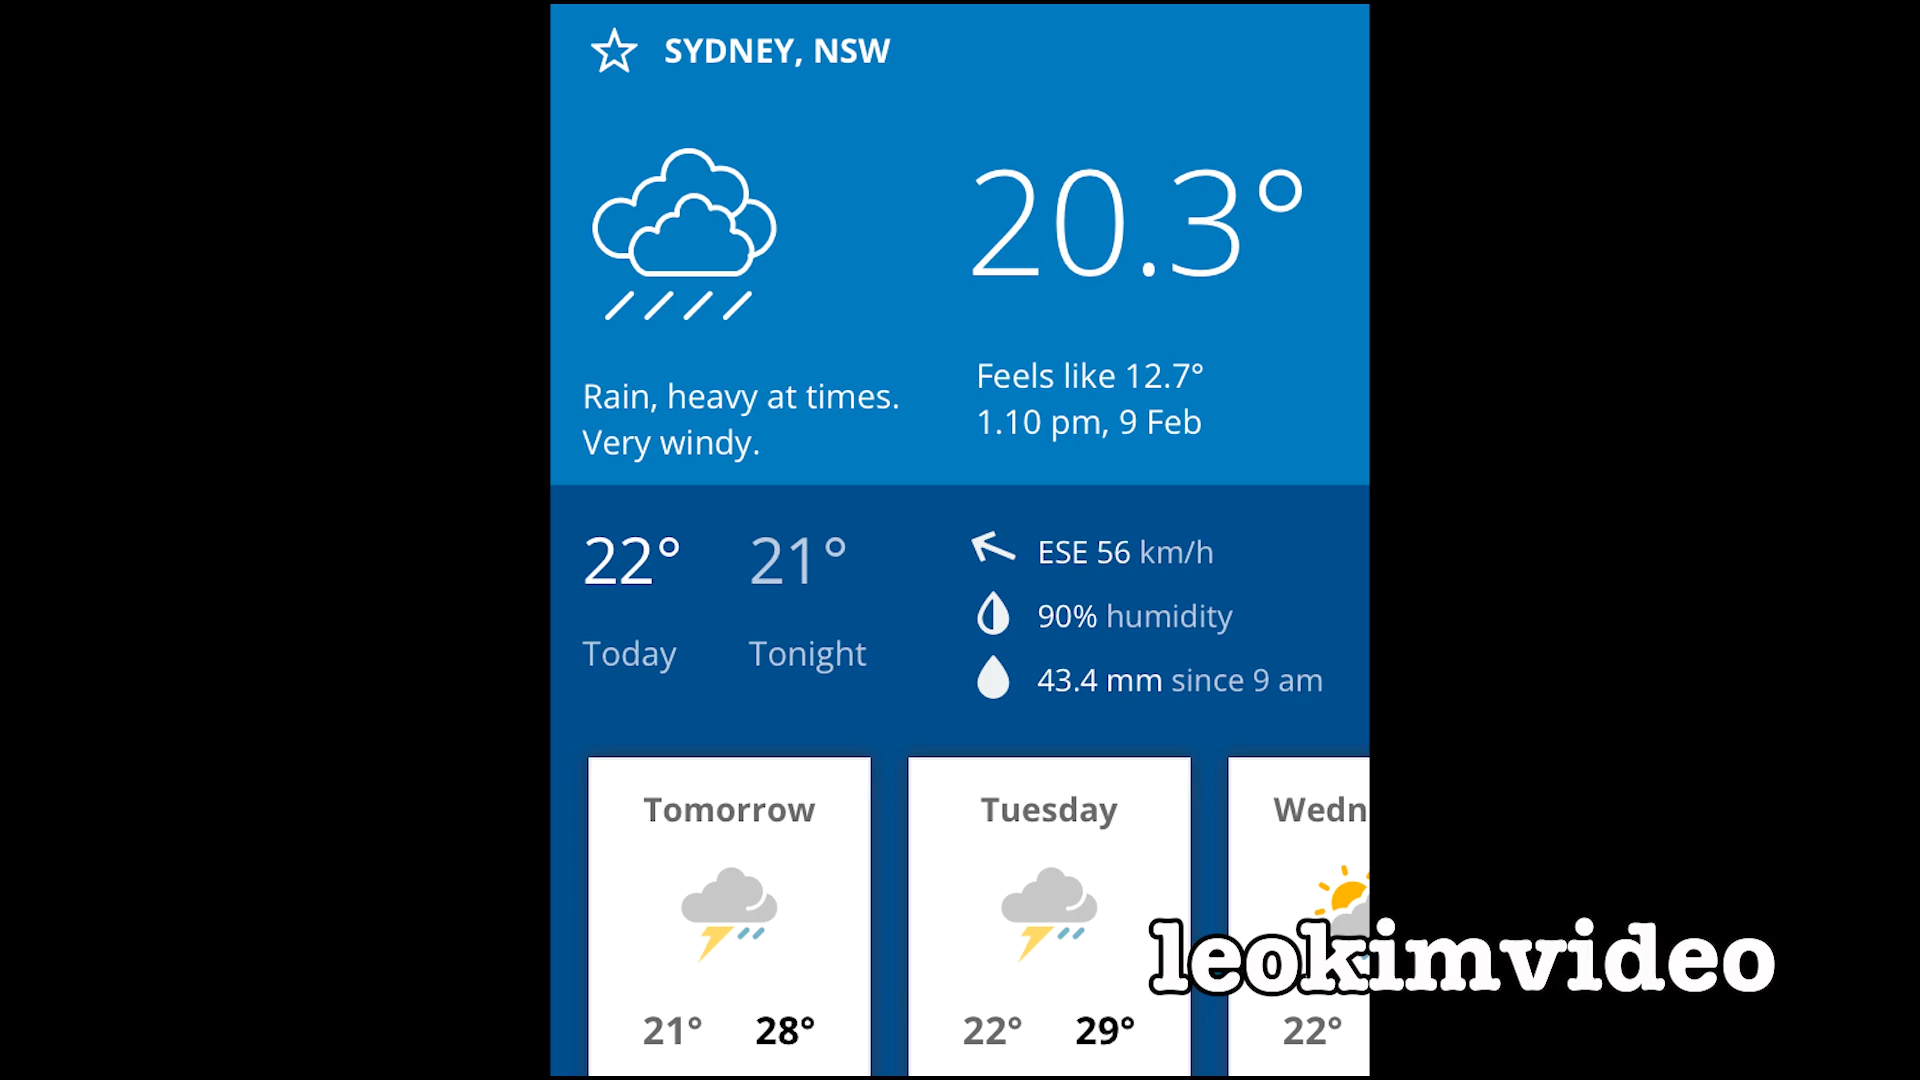 SYDNEY, NSW
20.3°
Rain, heavy at times.
Very windy.
Feels like 12.7°
1.10 pm, 9 Feb
22°
Today
21°
Tonight
ESE 56 km/h
90% humidity
43.4 mm since 9 am
Tomorrow
21° 28°
Tuesday
22° 29°
Wedn
22°
leokimvideo